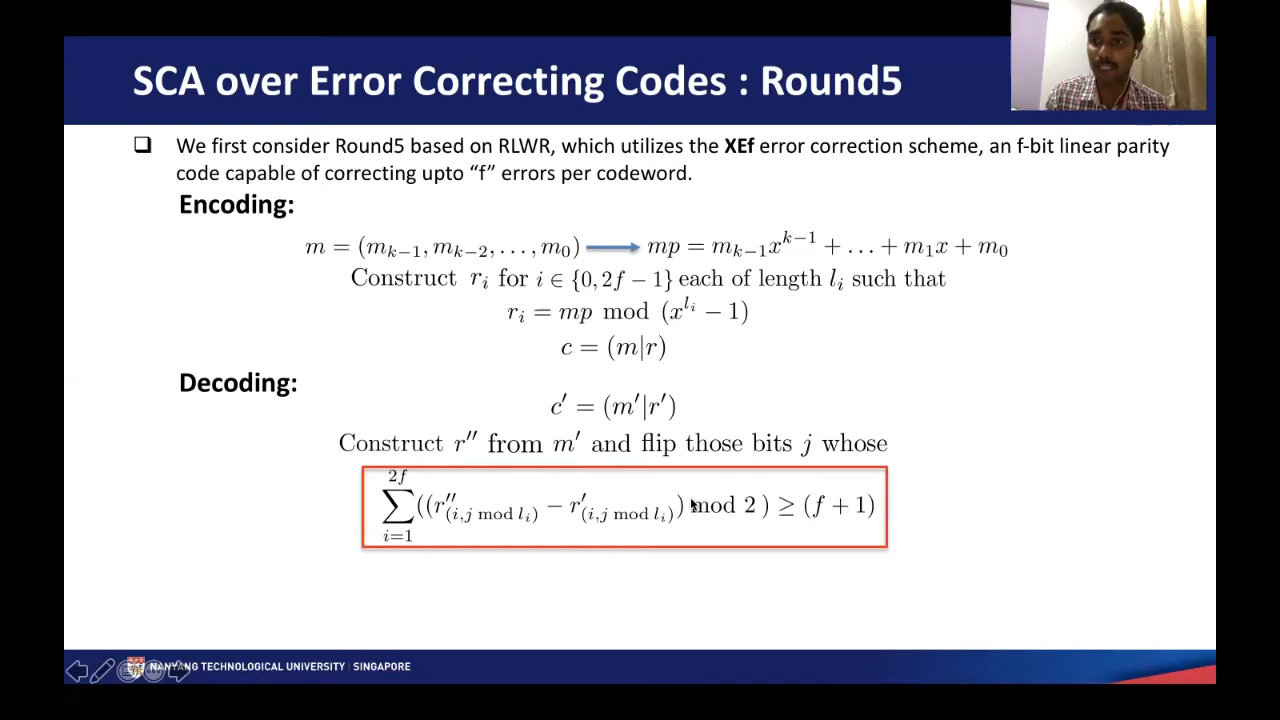 SCA over Error Correcting Codes : Round5
❑ We first consider Round5 based on RLWR, which utilizes the XEf error correction scheme, an f-bit linear parity
code capable of correcting upto “f” errors per codeword.
Encoding:
m = (m_{k−1}, m_{k−2}, . . . , m_0) → mp = m_{k−1}x^{k−1} + . . . + m_1x + m_0
Construct r_i for i ∈ {0, 2f − 1} each of length l_i such that
r_i = mp mod (x^{l_i} − 1)
c = (m|r)
Decoding:
c′ = (m′|r′)
Construct r″ from m′ and flip those bits j whose
∑_{i=1}^{2f}((r″_{(i,j mod l_i)} − r′_{(i,j mod l_i)}) mod 2 ) ≥ (f + 1)
NANYANG TECHNOLOGICAL UNIVERSITY | SINGAPORE